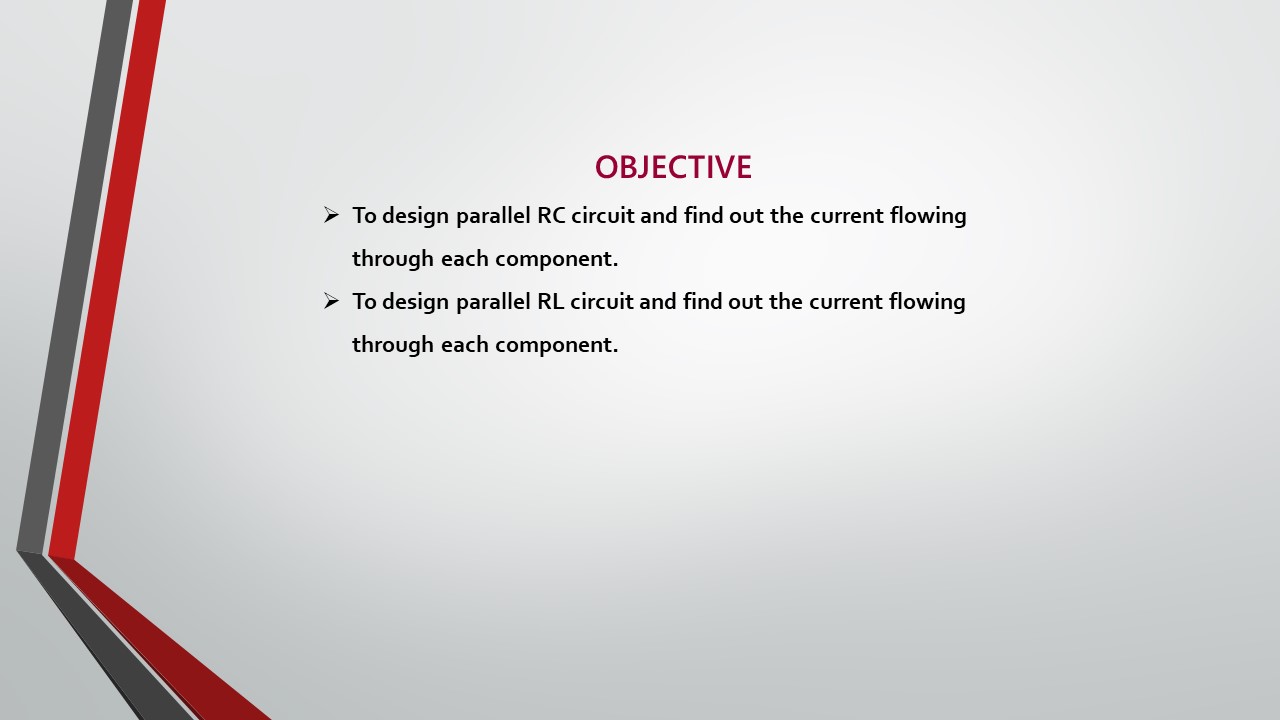 OBJECTIVE
➢ To design parallel RC circuit and find out the current flowing
through each component.
➢ To design parallel RL circuit and find out the current flowing
through each component.